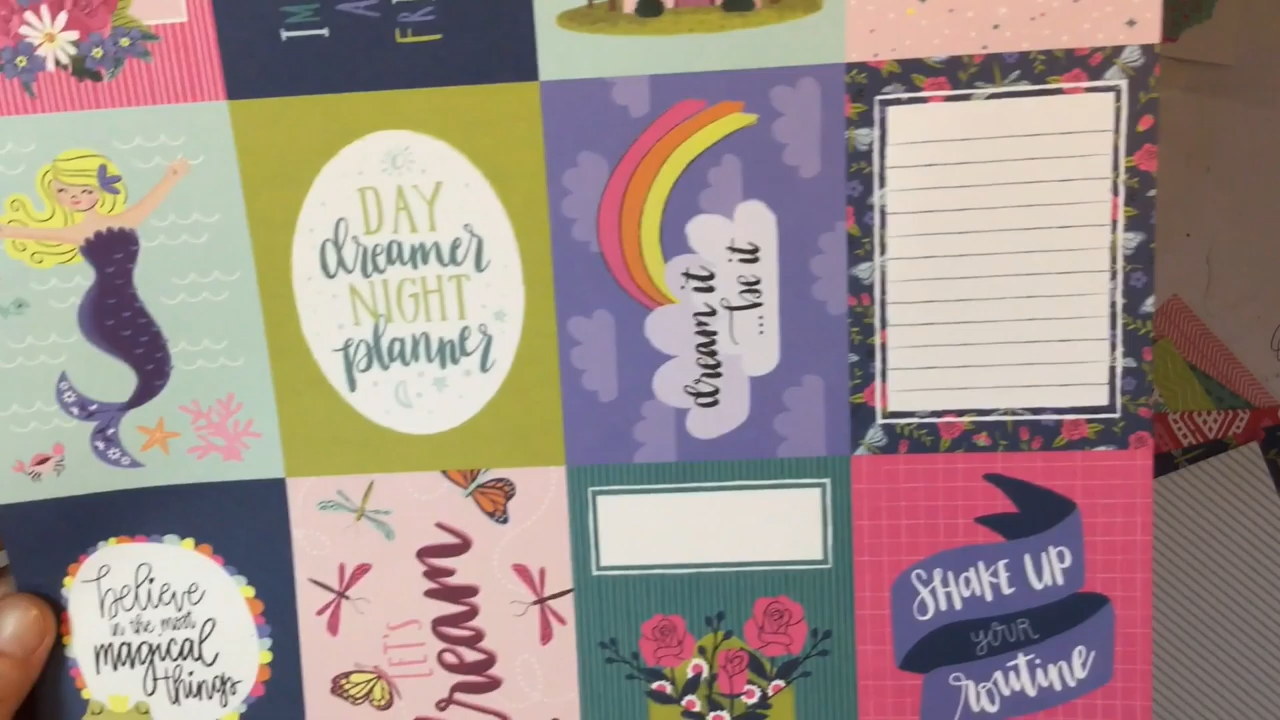 DAY
dreamer
NIGHT
planner
dream it
...be it
believe
in the most
magical
things
LET'S
dream
SHAKE UP
your
routine